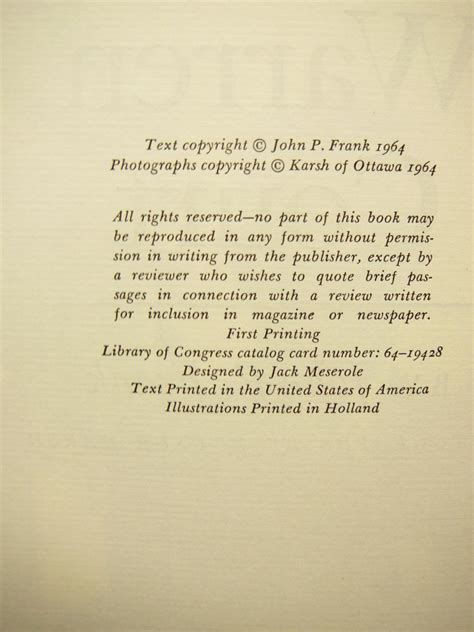 Text copyright © John P. Frank 1964
Photographs copyright © Karsh of Ottawa 1964
All rights reserved—no part of this book may
be reproduced in any form without permis-
sion in writing from the publisher, except by
a reviewer who wishes to quote brief pas-
sages in connection with a review written
for inclusion in magazine or newspaper.
First Printing
Library of Congress catalog card number: 64-19428
Designed by Jack Meserole
Text Printed in the United States of America
Illustrations Printed in Holland